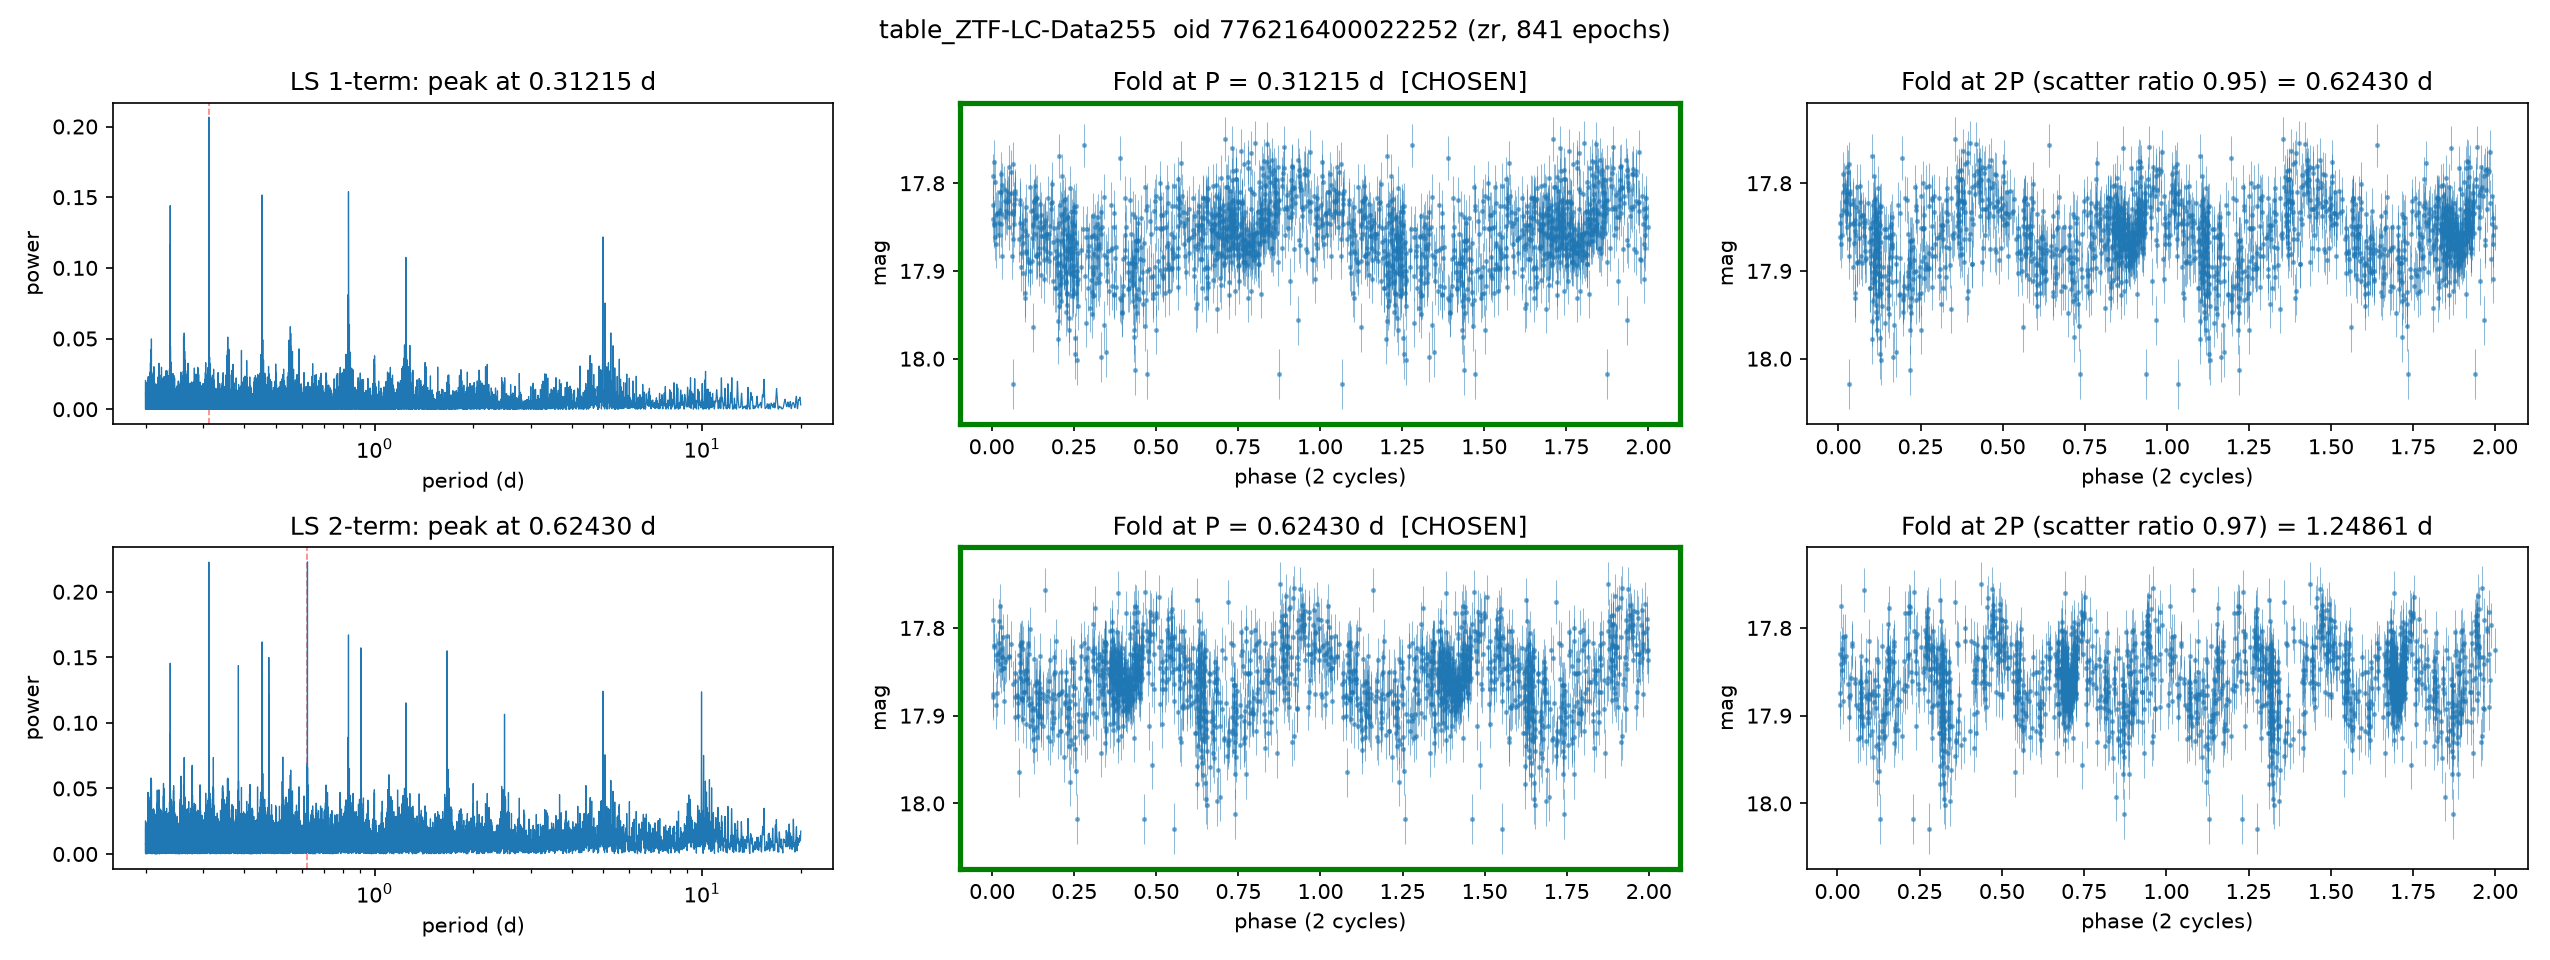 table_ZTF-LC-Data255 oid 776216400022252 (zr, 841 epochs)
LS 1-term: peak at 0.31215 d
0.20
0.15
0.10
0.05
0.00
power
10⁰
10¹
period (d)
Fold at P = 0.31215 d [CHOSEN]
17.8
17.9
18.0
mag
0.00 0.25 0.50 0.75 1.00 1.25 1.50 1.75 2.00
phase (2 cycles)
Fold at 2P (scatter ratio 0.95) = 0.62430 d
17.8
17.9
18.0
mag
0.00 0.25 0.50 0.75 1.00 1.25 1.50 1.75 2.00
phase (2 cycles)
LS 2-term: peak at 0.62430 d
0.20
0.15
0.10
0.05
0.00
power
10⁰
10¹
period (d)
Fold at P = 0.62430 d [CHOSEN]
17.8
17.9
18.0
mag
0.00 0.25 0.50 0.75 1.00 1.25 1.50 1.75 2.00
phase (2 cycles)
Fold at 2P (scatter ratio 0.97) = 1.24861 d
17.8
17.9
18.0
mag
0.00 0.25 0.50 0.75 1.00 1.25 1.50 1.75 2.00
phase (2 cycles)